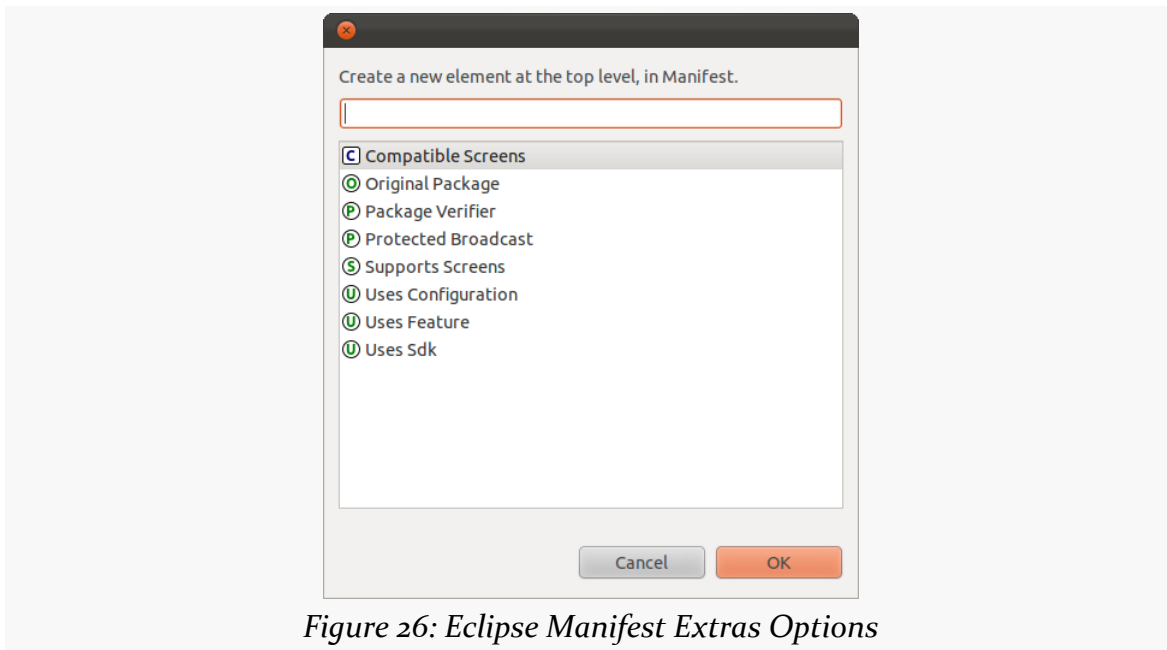 Create a new element at the top level, in Manifest.
C Compatible Screens
O Original Package
P Package Verifier
P Protected Broadcast
S Supports Screens
U Uses Configuration
U Uses Feature
U Uses Sdk
Cancel OK
Figure 26: Eclipse Manifest Extras Options